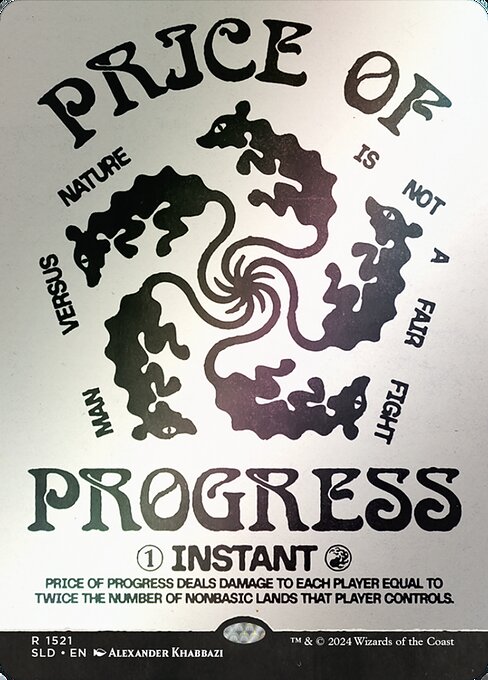 PRICE OF
MAN VERSUS NATURE
IS NOT A FAIR FIGHT
PROGRESS
1 INSTANT
PRICE OF PROGRESS DEALS DAMAGE TO EACH PLAYER EQUAL TO
TWICE THE NUMBER OF NONBASIC LANDS THAT PLAYER CONTROLS.
R 1521
SLD • EN ALEXANDER KHABBAZI
™ & © 2024 Wizards of the Coast